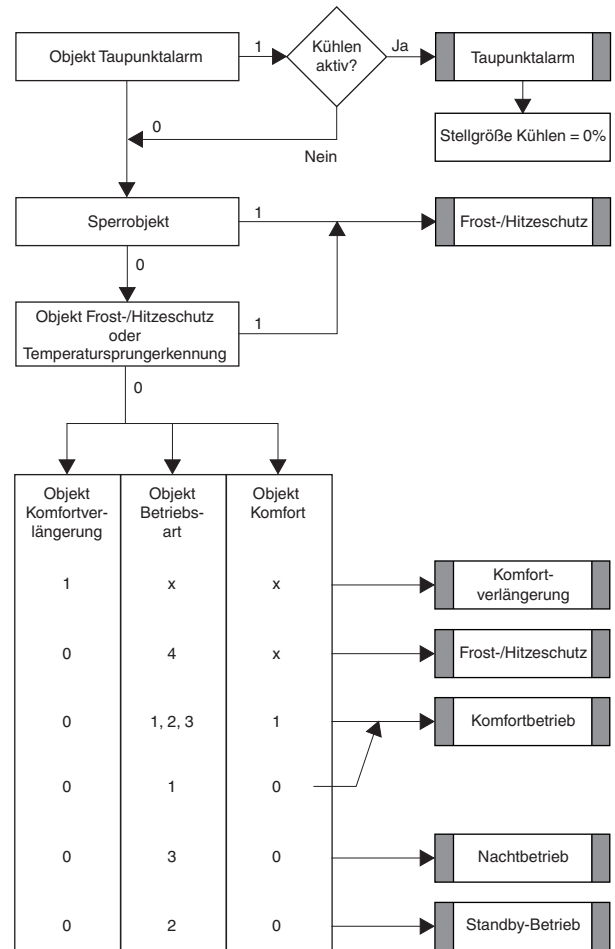 Objekt Taupunktalarm
1
Kühlen
aktiv?
Ja
Taupunktalarm
0
Nein
Stellgröße Kühlen = 0%
Sperrobjekt
1
Frost-/Hitzeschutz
0
Objekt Frost-/Hitzeschutz
oder
Temperatursprungerkennung
1
0
Objekt
Komfortver-
längerung
Objekt
Betriebs-
art
Objekt
Komfort
1 x x
Komfort-
verlängerung
0 4 x Frost-/Hitzeschutz
0 1, 2, 3 1 Komfortbetrieb
0 1 0
0 3 0 Nachtbetrieb
0 2 0 Standby-Betrieb